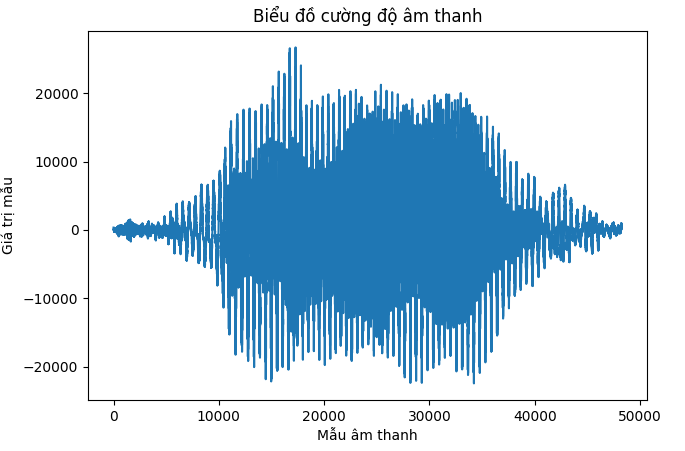 Biểu đồ cường độ âm thanh
Giá trị mẫu
20000
10000
0
−10000
−20000
0 10000 20000 30000 40000 50000
Mẫu âm thanh